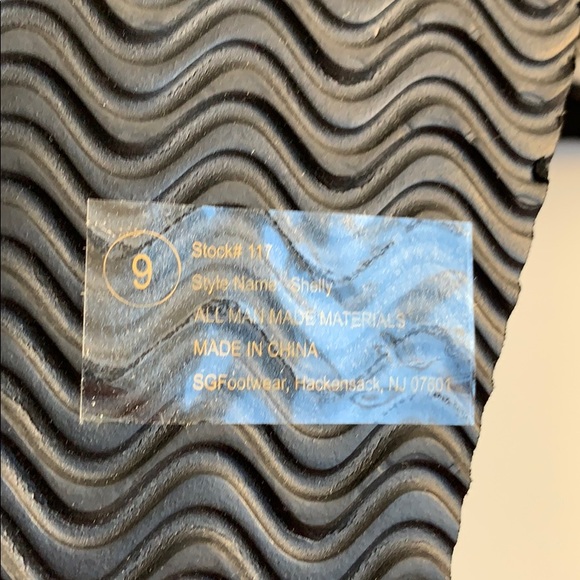 9
Stock# 117
Style Name: Shelly
ALL MAN MADE MATERIALS
MADE IN CHINA
SGFootwear, Hackensack, NJ 07601